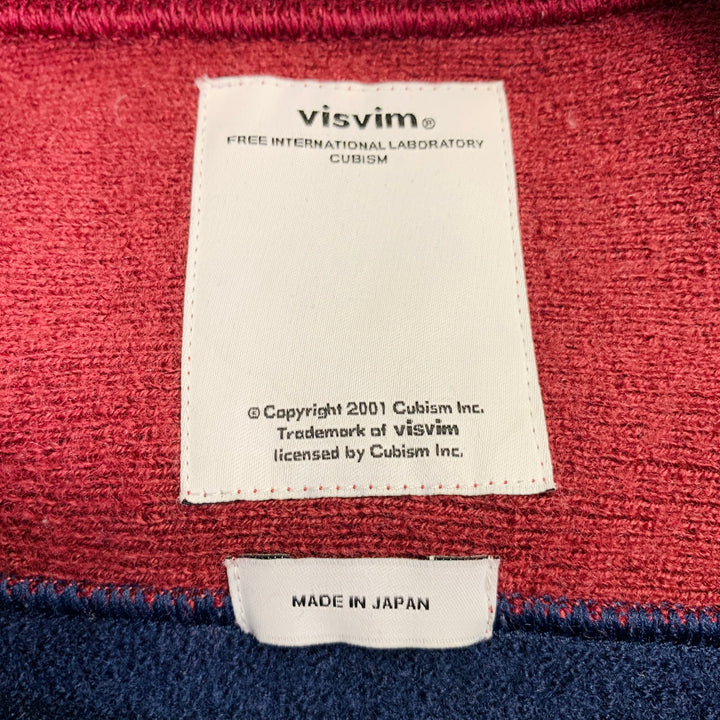 visvim®
FREE INTERNATIONAL LABORATORY
CUBISM
© Copyright 2001 Cubism Inc.
Trademark of visvim
licensed by Cubism Inc.
MADE IN JAPAN